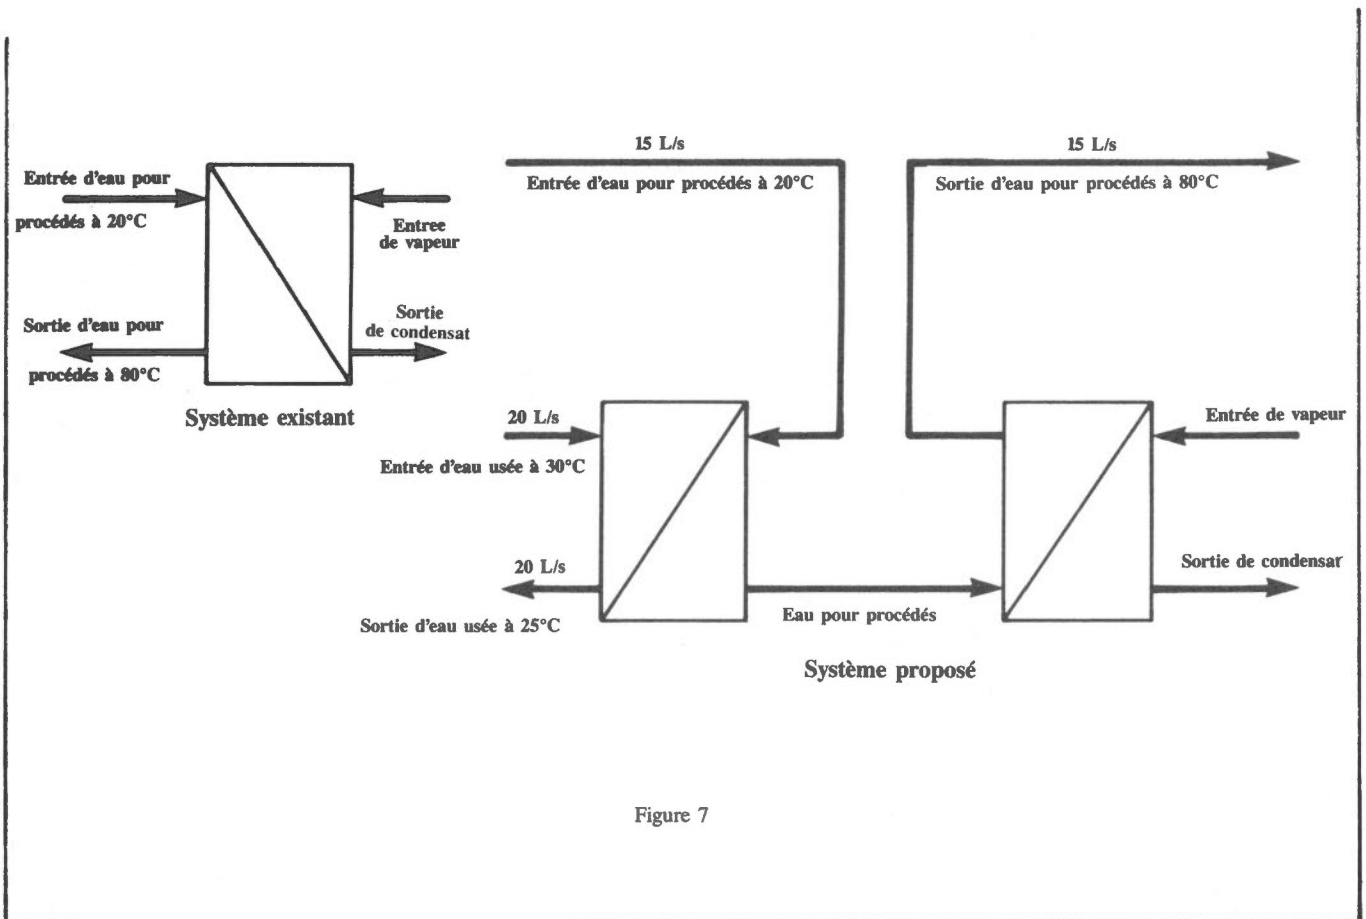 Entrée d'eau pour
procédés à 20°C
Entree
de vapeur
Sortie d'eau pour
procédés à 80°C
Sortie
de condensat
Système existant
15 L/s
Entrée d'eau pour procédés à 20°C
15 L/s
Sortie d'eau pour procédés à 80°C
20 L/s
Entrée d'eau usée à 30°C
20 L/s
Sortie d'eau usée à 25°C
Eau pour procédés
Entrée de vapeur
Sortie de condensar
Système proposé
Figure 7